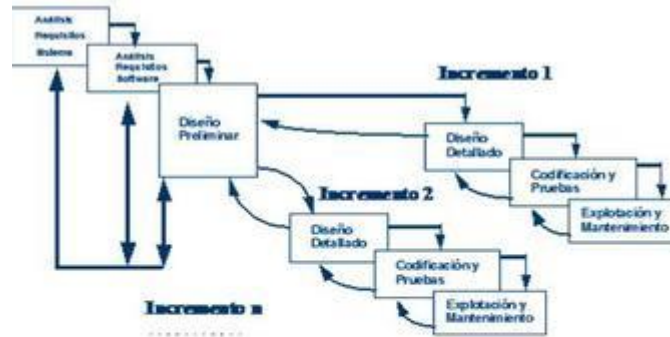 Análisis
Requisitos
Sistema
Análisis
Requisitos
Software
Diseño
Preliminar
Incremento 1
Diseño
Detallado
Codificación y
Pruebas
Explotación y
Mantenimiento
Incremento 2
Diseño
Detallado
Codificación y
Pruebas
Explotación y
Mantenimiento
Incremento n
............